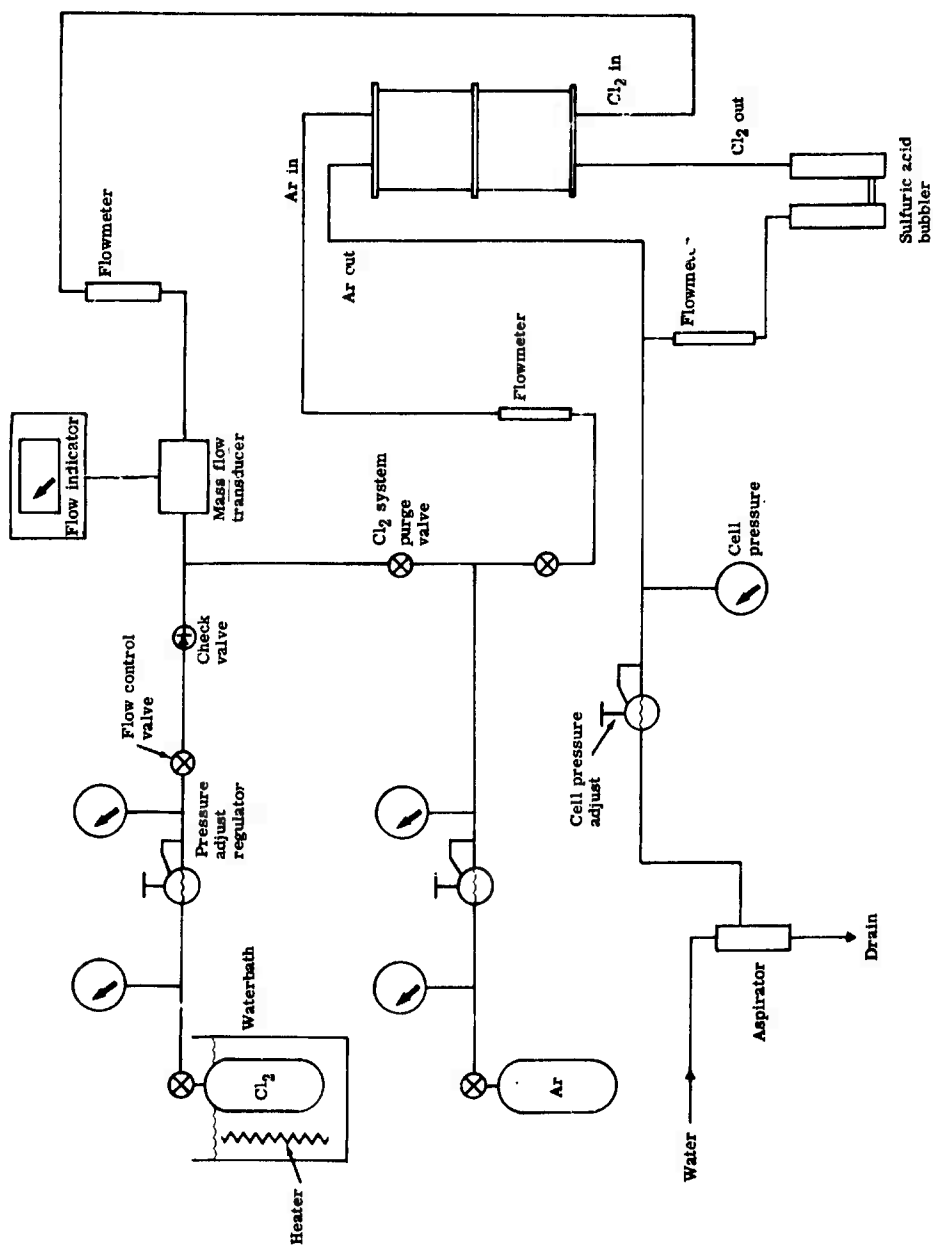 Flow indicator
Mass flow
transducer
Flowmeter
Flow control
valve
Check
valve
Pressure
adjust
regulator
Waterbath
Cl2
Heater
Cl2 system
purge
valve
Ar
Flowmeter
Ar in
Ar out
Cl2 in
Cl2 out
Sulfuric acid
bubbler
Cell
pressure
Cell pressure
adjust
Water
Aspirator
Drain